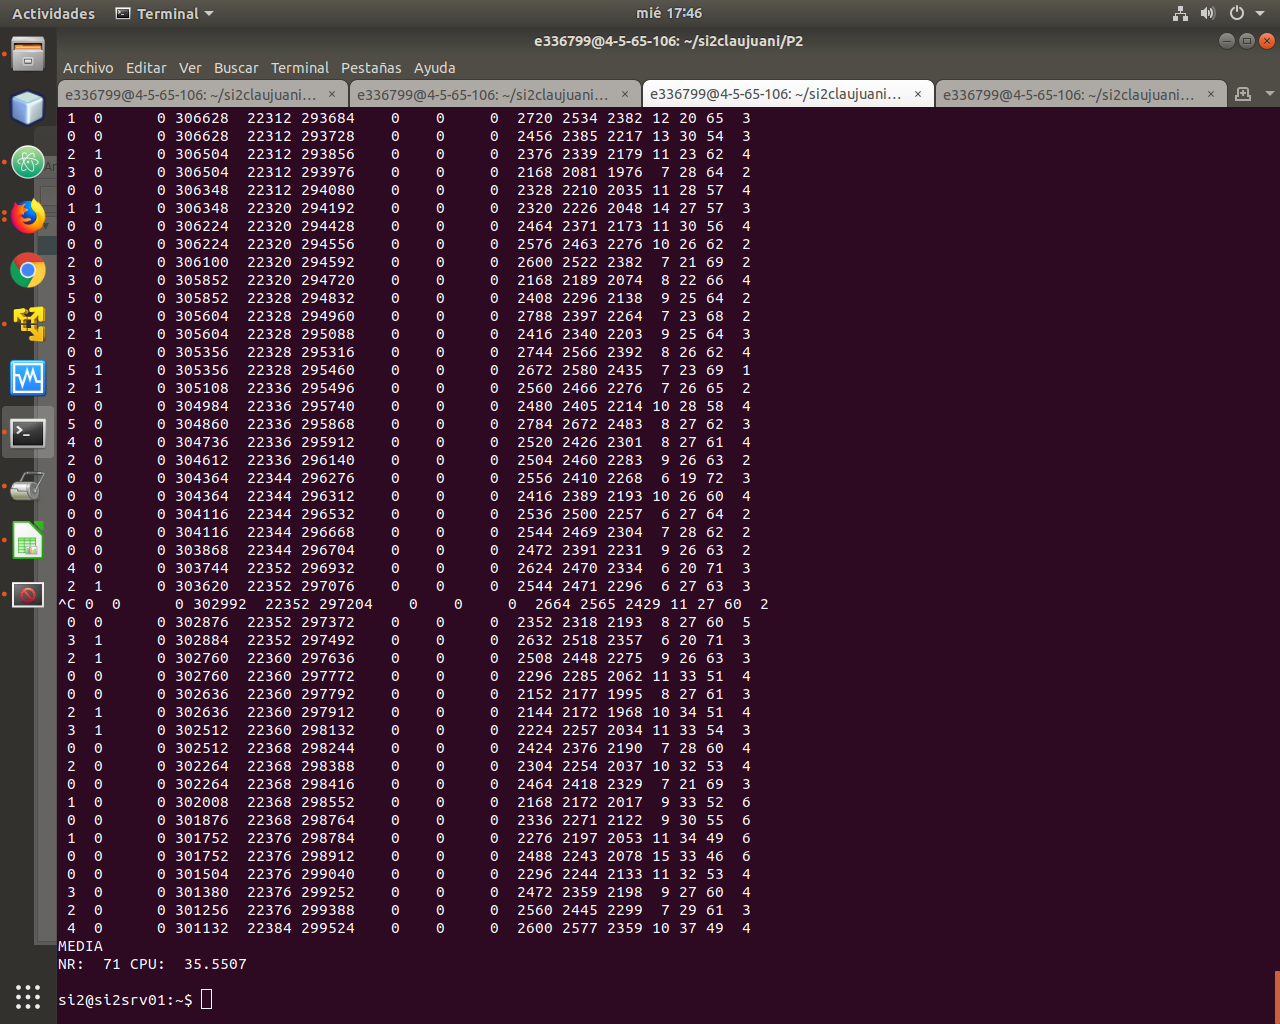 Actividades Terminal mié 17:46
e336799@4-5-65-106: ~/si2claujuani/P2
Archivo Editar Ver Buscar Terminal Pestañas Ayuda
e336799@4-5-65-106: ~/si2claujuani… × e336799@4-5-65-106: ~/si2claujuani… × e336799@4-5-65-106: ~/si2claujuani… × e336799@4-5-65-106: ~/si2claujuani… ×
1 0 0 306628 22312 293684 0 0 0 2720 2534 2382 12 20 65 3
0 0 0 306628 22312 293728 0 0 0 2456 2385 2217 13 30 54 3
2 1 0 306504 22312 293856 0 0 0 2376 2339 2179 11 23 62 4
3 0 0 306504 22312 293976 0 0 0 2168 2081 1976 7 28 64 2
0 0 0 306348 22312 294080 0 0 0 2328 2210 2035 11 28 57 4
1 1 0 306348 22320 294192 0 0 0 2320 2226 2048 14 27 57 3
0 0 0 306224 22320 294428 0 0 0 2464 2371 2173 11 30 56 4
0 0 0 306224 22320 294556 0 0 0 2576 2463 2276 10 26 62 2
2 0 0 306100 22320 294592 0 0 0 2600 2522 2382 7 21 69 2
3 0 0 305852 22320 294720 0 0 0 2168 2189 2074 8 22 66 4
5 0 0 305852 22328 294832 0 0 0 2408 2296 2138 9 25 64 2
0 0 0 305604 22328 294960 0 0 0 2788 2397 2264 7 23 68 2
2 1 0 305604 22328 295088 0 0 0 2416 2340 2203 9 25 64 3
0 0 0 305356 22328 295316 0 0 0 2744 2566 2392 8 26 62 4
5 1 0 305356 22328 295460 0 0 0 2672 2580 2435 7 23 69 1
2 1 0 305108 22336 295496 0 0 0 2560 2466 2276 7 26 65 2
0 0 0 304984 22336 295740 0 0 0 2480 2405 2214 10 28 58 4
5 0 0 304860 22336 295868 0 0 0 2784 2672 2483 8 27 62 3
4 0 0 304736 22336 295912 0 0 0 2520 2426 2301 8 27 61 4
2 0 0 304612 22336 296140 0 0 0 2504 2460 2283 9 26 63 2
0 0 0 304364 22344 296276 0 0 0 2556 2410 2268 6 19 72 3
0 0 0 304364 22344 296312 0 0 0 2416 2389 2193 10 26 60 4
0 0 0 304116 22344 296532 0 0 0 2536 2500 2257 6 27 64 2
0 0 0 304116 22344 296668 0 0 0 2544 2469 2304 7 28 62 2
0 0 0 303868 22344 296704 0 0 0 2472 2391 2231 9 26 63 2
4 0 0 303744 22352 296932 0 0 0 2624 2470 2334 6 20 71 3
2 1 0 303620 22352 297076 0 0 0 2544 2471 2296 6 27 63 3
^C 0 0 0 302992 22352 297204 0 0 0 2664 2565 2429 11 27 60 2
0 0 0 302876 22352 297372 0 0 0 2352 2318 2193 8 27 60 5
3 1 0 302884 22352 297492 0 0 0 2632 2518 2357 6 20 71 3
2 1 0 302760 22360 297636 0 0 0 2508 2448 2275 9 26 63 3
0 0 0 302760 22360 297772 0 0 0 2296 2285 2062 11 33 51 4
0 0 0 302636 22360 297792 0 0 0 2152 2177 1995 8 27 61 3
2 1 0 302636 22360 297912 0 0 0 2144 2172 1968 10 34 51 4
3 1 0 302512 22360 298132 0 0 0 2224 2257 2034 11 33 54 3
0 0 0 302512 22368 298244 0 0 0 2424 2376 2190 7 28 60 4
2 0 0 302264 22368 298388 0 0 0 2304 2254 2037 10 32 53 4
0 0 0 302264 22368 298416 0 0 0 2464 2418 2329 7 21 69 3
1 0 0 302008 22368 298552 0 0 0 2168 2172 2017 9 33 52 6
0 0 0 301876 22368 298764 0 0 0 2336 2271 2122 9 30 55 6
1 0 0 301752 22376 298784 0 0 0 2276 2197 2053 11 34 49 6
0 0 0 301752 22376 298912 0 0 0 2488 2243 2078 15 33 46 6
0 0 0 301504 22376 299040 0 0 0 2296 2244 2133 11 32 53 4
3 0 0 301380 22376 299252 0 0 0 2472 2359 2198 9 27 60 4
2 0 0 301256 22376 299388 0 0 0 2560 2445 2299 7 29 61 3
4 0 0 301132 22384 299524 0 0 0 2600 2577 2359 10 37 49 4
MEDIA
NR: 71 CPU: 35.5507
si2@si2srv01:~$